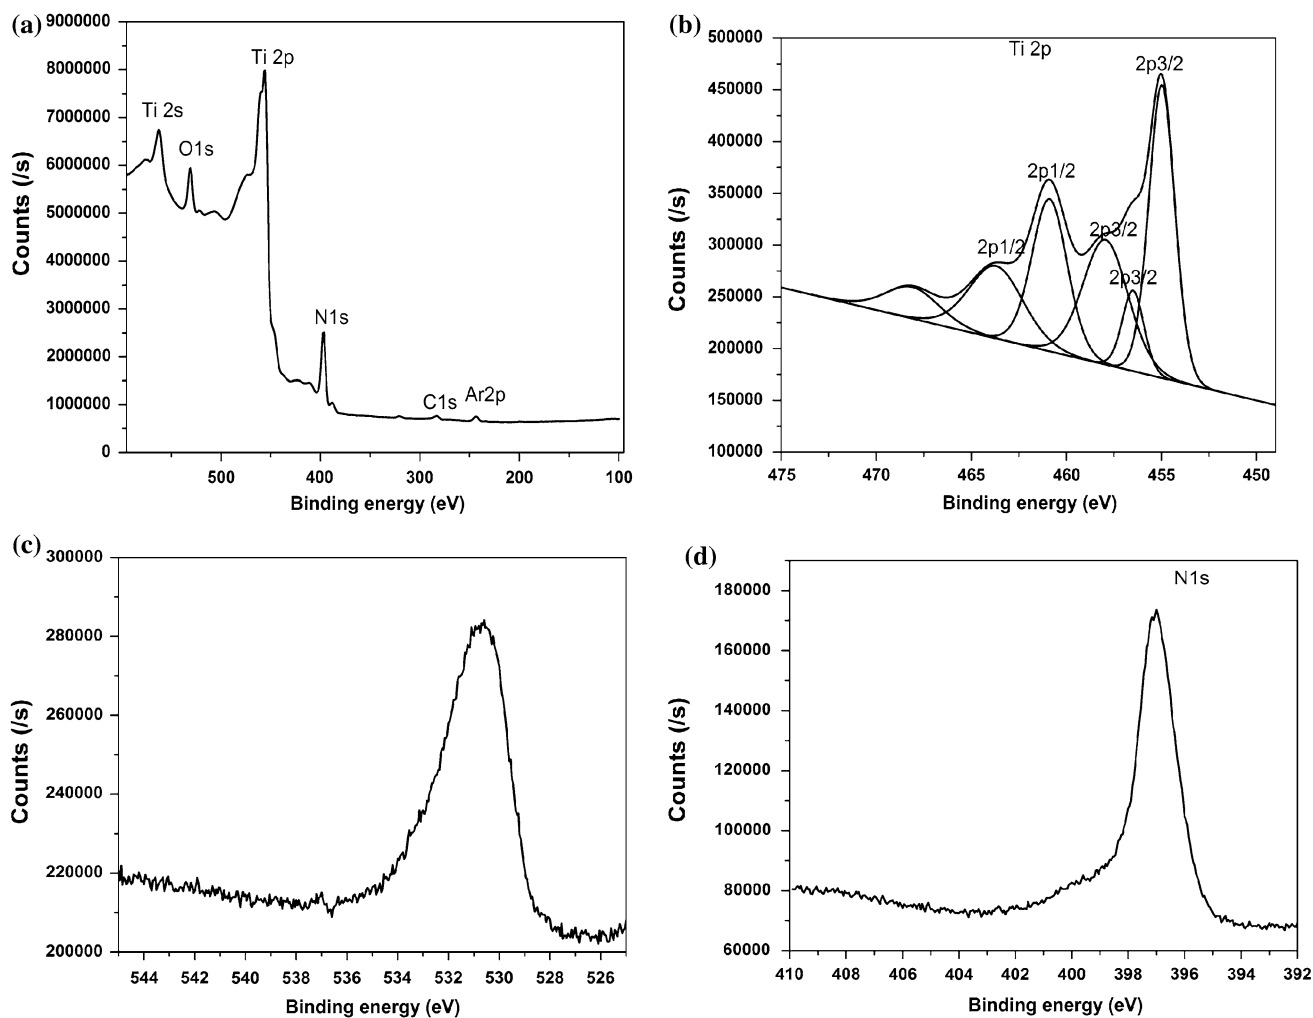 (a)
9000000
8000000
7000000
6000000
5000000
4000000
3000000
2000000
1000000
0
Counts (/s)
Ti 2s
O1s
Ti 2p
N1s
C1s
Ar2p
500 400 300 200 100
Binding energy (eV)
(b)
500000
450000
400000
350000
300000
250000
200000
150000
100000
Counts (/s)
Ti 2p
2p3/2
2p1/2
2p3/2
2p1/2
2p3/2
475 470 465 460 455 450
Binding energy (eV)
(c)
300000
280000
260000
240000
220000
200000
Counts (/s)
544 542 540 538 536 534 532 530 528 526
Binding energy (eV)
(d)
180000
160000
140000
120000
100000
80000
60000
Counts (/s)
N1s
410 408 406 404 402 400 398 396 394 392
Binding energy (eV)